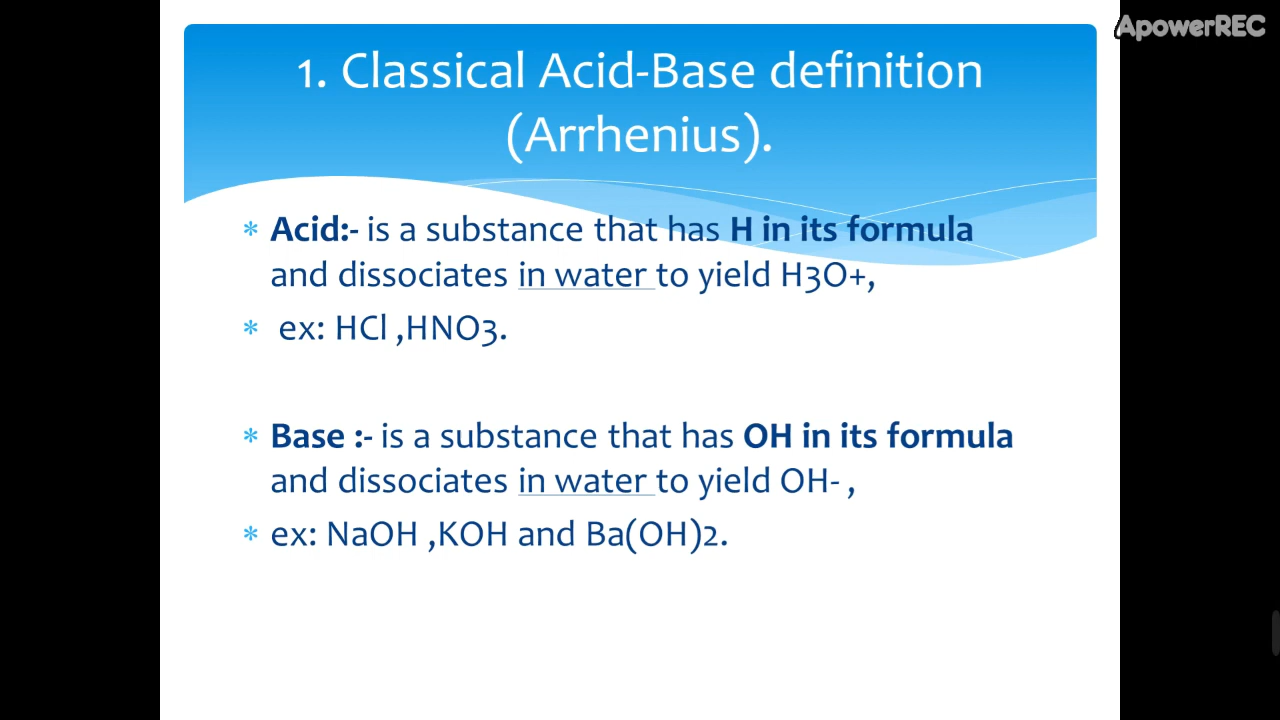 ApowerREC
1. Classical Acid-Base definition
(Arrhenius).
* Acid:- is a substance that has H in its formula
and dissociates in water to yield H3O+,
* ex: HCl ,HNO3.
* Base :- is a substance that has OH in its formula
and dissociates in water to yield OH- ,
* ex: NaOH ,KOH and Ba(OH)2.